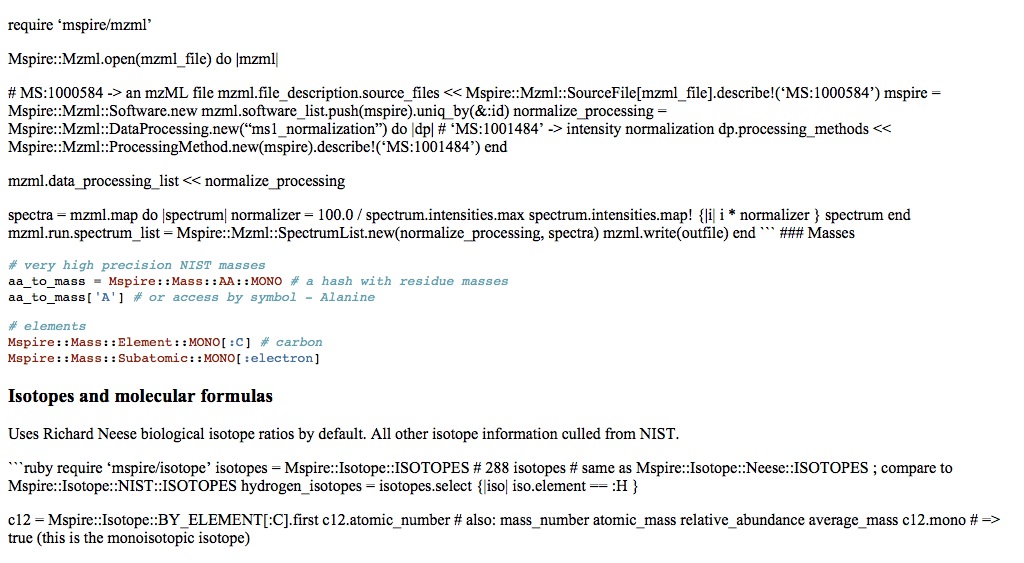 require ‘mspire/mzml’
Mspire::Mzml.open(mzml_file) do |mzml|
# MS:1000584 -> an mzML file mzml.file_description.source_files << Mspire::Mzml::SourceFile[mzml_file].describe!(‘MS:1000584’) mspire =
Mspire::Mzml::Software.new mzml.software_list.push(mspire).uniq_by(&:id) normalize_processing =
Mspire::Mzml::DataProcessing.new(“ms1_normalization”) do |dp| # ‘MS:1001484’ -> intensity normalization dp.processing_methods <<
Mspire::Mzml::ProcessingMethod.new(mspire).describe!(‘MS:1001484’) end
mzml.data_processing_list << normalize_processing
spectra = mzml.map do |spectrum| normalizer = 100.0 / spectrum.intensities.max spectrum.intensities.map! {|i| i * normalizer } spectrum end
mzml.run.spectrum_list = Mspire::Mzml::SpectrumList.new(normalize_processing, spectra) mzml.write(outfile) end ``` ### Masses
# very high precision NIST masses
aa_to_mass = Mspire::Mass::AA::MONO # a hash with residue masses
aa_to_mass['A'] # or access by symbol - Alanine
# elements
Mspire::Mass::Element::MONO[:C] # carbon
Mspire::Mass::Subatomic::MONO[:electron]
Isotopes and molecular formulas
Uses Richard Neese biological isotope ratios by default. All other isotope information culled from NIST.
```ruby require ‘mspire/isotope’ isotopes = Mspire::Isotope::ISOTOPES # 288 isotopes # same as Mspire::Isotope::Neese::ISOTOPES ; compare to
Mspire::Isotope::NIST::ISOTOPES hydrogen_isotopes = isotopes.select {|iso| iso.element == :H }
c12 = Mspire::Isotope::BY_ELEMENT[:C].first c12.atomic_number # also: mass_number atomic_mass relative_abundance average_mass c12.mono # =>
true (this is the monoisotopic isotope)